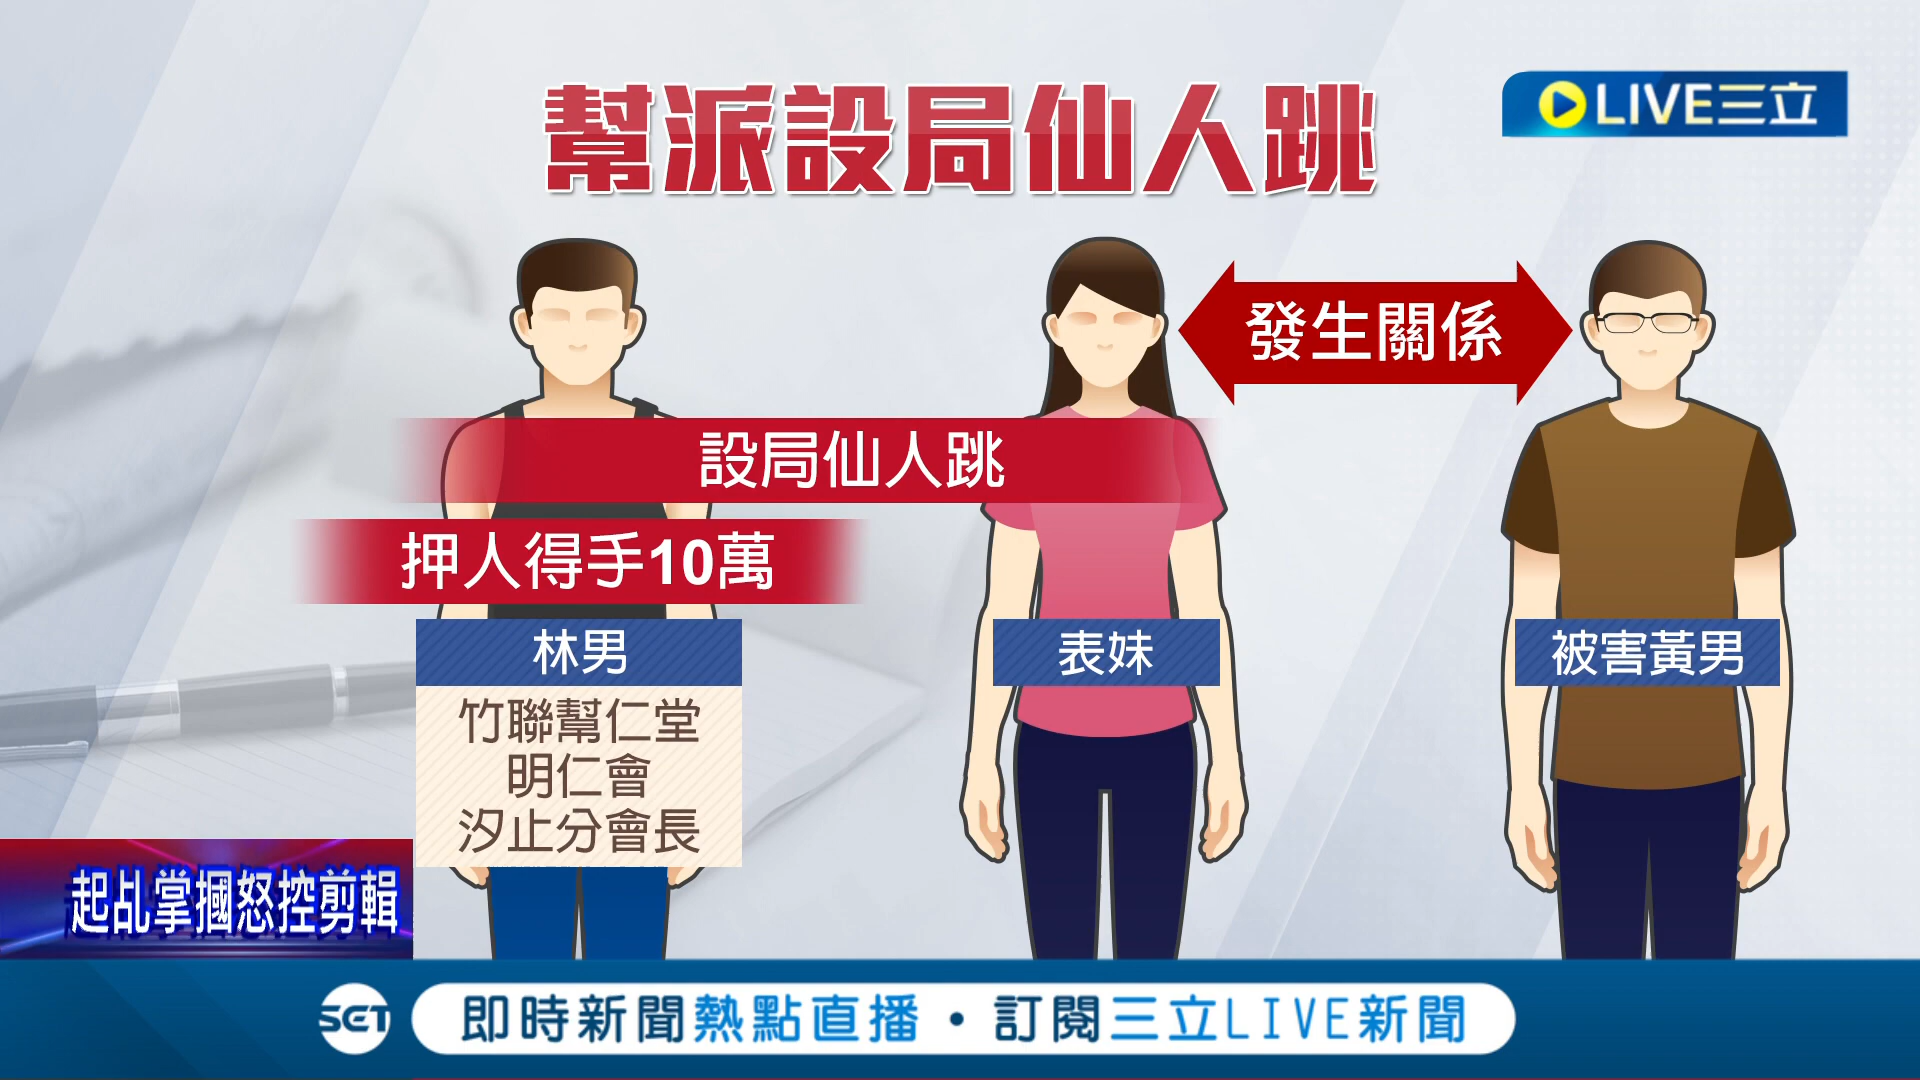 幫派設局仙人跳
LIVE三立
發生關係
設局仙人跳
押人得手10萬
林男
表妹
被害黃男
竹聯幫仁堂
明仁會
汐止分會長
起乩掌摑怒控剪輯
SET
即時新聞熱點直播・訂閱三立LIVE新聞